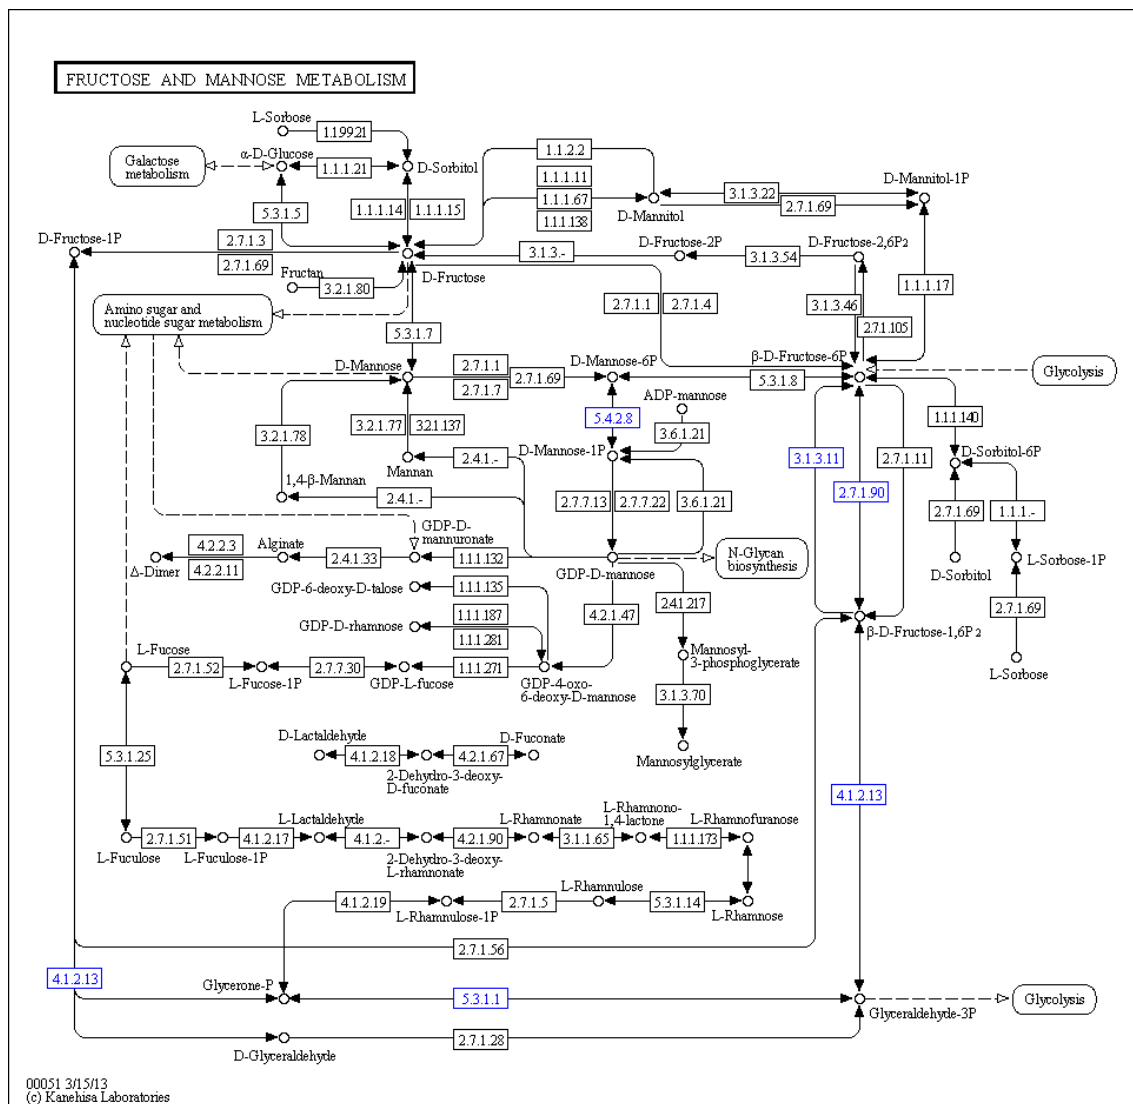 FRUCTOSE AND MANNOSE METABOLISM
L-Sorbose
1.1.99.21
α-D-Glucose
Galactose
metabolism
1.1.1.21
D-Sorbitol
1.1.2.2
1.1.1.11
1.1.1.67
1.1.1.138
D-Mannitol
3.1.3.22
2.7.1.69
D-Mannitol-1P
5.3.1.5
1.1.1.14
1.1.1.15
D-Fructose-1P
2.7.1.3
2.7.1.69
D-Fructose
3.1.3.-
D-Fructose-2P
3.1.3.54
D-Fructose-2,6P2
1.1.1.17
Fructan
3.2.1.80
Amino sugar and
nucleotide sugar metabolism
2.7.1.1
2.7.1.4
3.1.3.46
2.7.1.105
5.3.1.7
D-Mannose
2.7.1.1
2.7.1.7
2.7.1.69
D-Mannose-6P
5.3.1.8
β-D-Fructose-6P
Glycolysis
ADP-mannose
5.4.2.8
3.6.1.21
1.1.1.140
3.2.1.78
3.2.1.77
3.2.1.137
Mannan
2.4.1.-
D-Mannose-1P
3.1.3.11
2.7.1.11
D-Sorbitol-6P
1,4-β-Mannan
2.4.1.-
2.7.7.13
2.7.7.22
3.6.1.21
2.7.1.90
2.7.1.69
1.1.1.-
GDP-D-
mannuronate
Alginate
4.2.2.3
4.2.2.11
Δ-Dimer
2.4.1.33
1.1.1.132
GDP-D-mannose
N-Glycan
biosynthesis
D-Sorbitol
L-Sorbose-1P
GDP-6-deoxy-D-talose
1.1.1.135
4.2.1.47
2.4.1.217
2.7.1.69
GDP-D-rhamnose
1.1.1.187
1.1.1.281
β-D-Fructose-1,6P2
L-Fucose
2.7.1.52
L-Fucose-1P
2.7.7.30
GDP-L-fucose
1.1.1.271
GDP-4-oxo-
6-deoxy-D-mannose
Mannosyl-
3-phosphoglycerate
L-Sorbose
3.1.3.70
Mannosylglycerate
5.3.1.25
D-Lactaldehyde
4.1.2.18
2-Dehydro-3-deoxy-
D-fuconate
4.2.1.67
D-Fuconate
4.1.2.13
L-Fuculose
2.7.1.51
L-Fuculose-1P
4.1.2.17
L-Lactaldehyde
4.1.2.-
2-Dehydro-3-deoxy-
L-rhamnonate
4.2.1.90
L-Rhamnonate
3.1.1.65
L-Rhamnono-
1,4-lactone
1.1.1.173
L-Rhamnofuranose
4.1.2.19
L-Rhamnulose-1P
2.7.1.5
L-Rhamnulose
5.3.1.14
L-Rhamnose
2.7.1.56
4.1.2.13
Glycerone-P
5.3.1.1
Glyceraldehyde-3P
Glycolysis
D-Glyceraldehyde
2.7.1.28
00051 3/15/13
(c) Kanehisa Laboratories